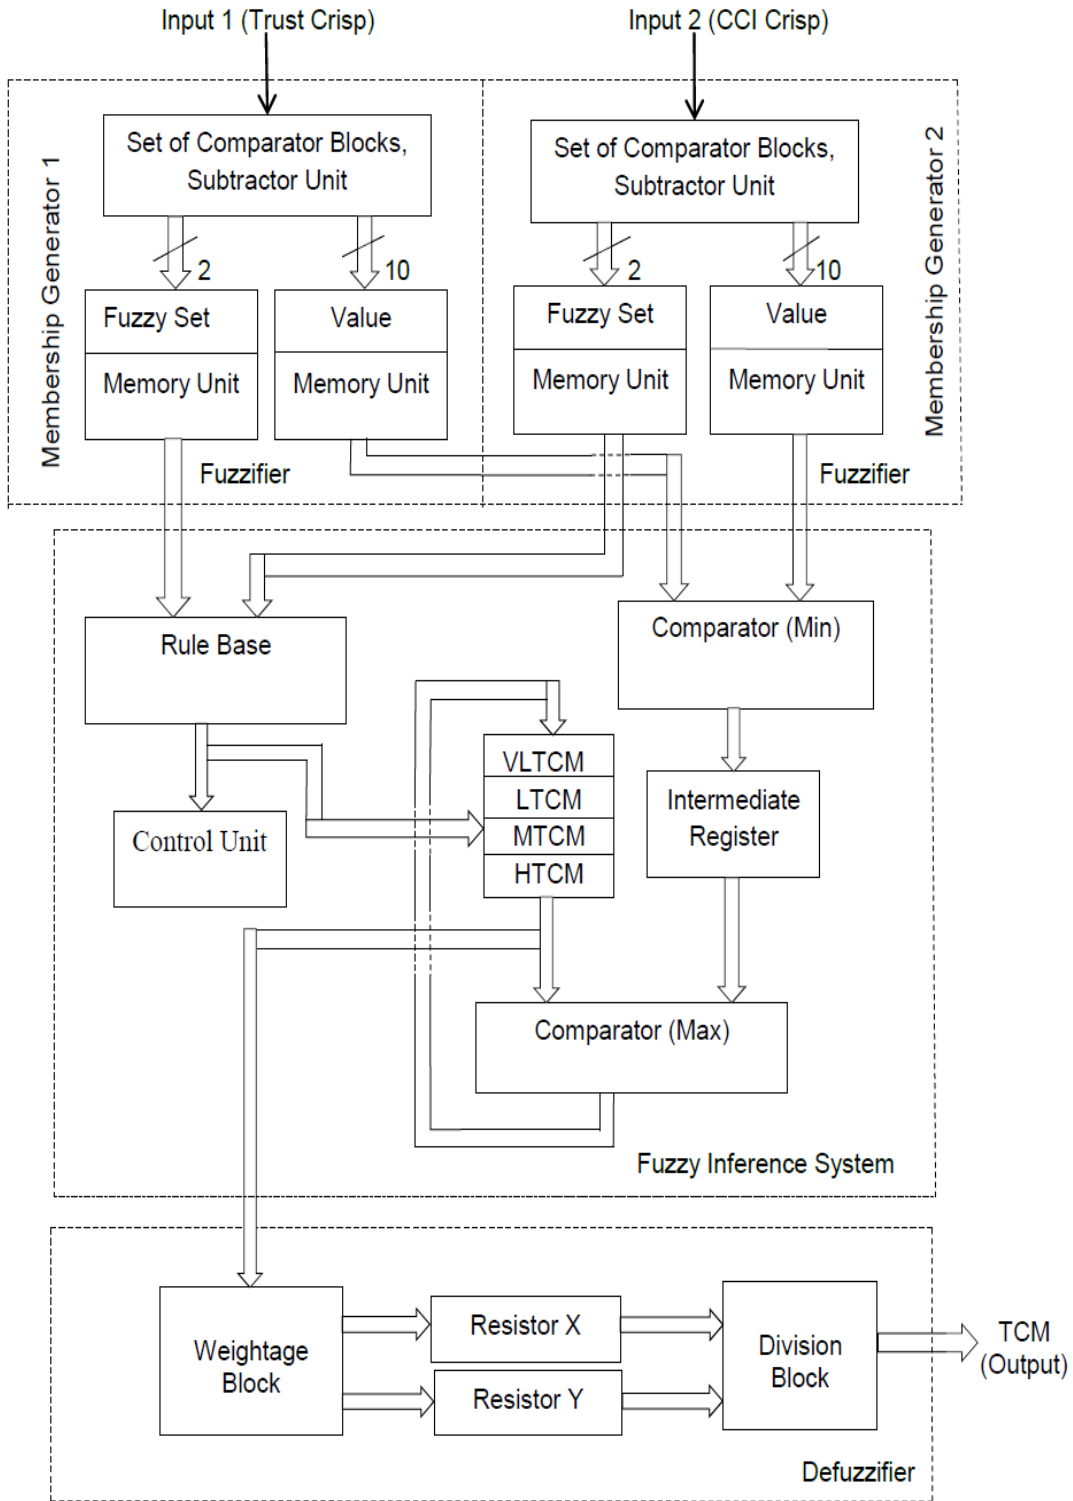 Input 1 (Trust Crisp)
Input 2 (CCI Crisp)
Membership Generator 1
Set of Comparator Blocks,
Subtractor Unit
2
10
Fuzzy Set
Memory Unit
Value
Memory Unit
Fuzzifier
Set of Comparator Blocks,
Subtractor Unit
2
10
Fuzzy Set
Memory Unit
Value
Memory Unit
Membership Generator 2
Fuzzifier
Rule Base
Comparator (Min)
Control Unit
VLTCM
LTCM
MTCM
HTCM
Intermediate
Register
Comparator (Max)
Fuzzy Inference System
Weightage
Block
Resistor X
Resistor Y
Division
Block
TCM
(Output)
Defuzzifier